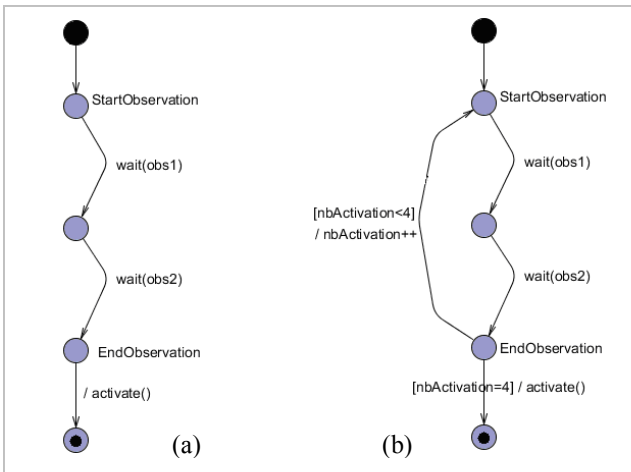 StartObservation
wait(obs1)
wait(obs2)
EndObservation
/ activate()
(a)
StartObservation
wait(obs1)
[nbActivation<4]
/ nbActivation++
wait(obs2)
EndObservation
[nbActivation=4] / activate()
(b)